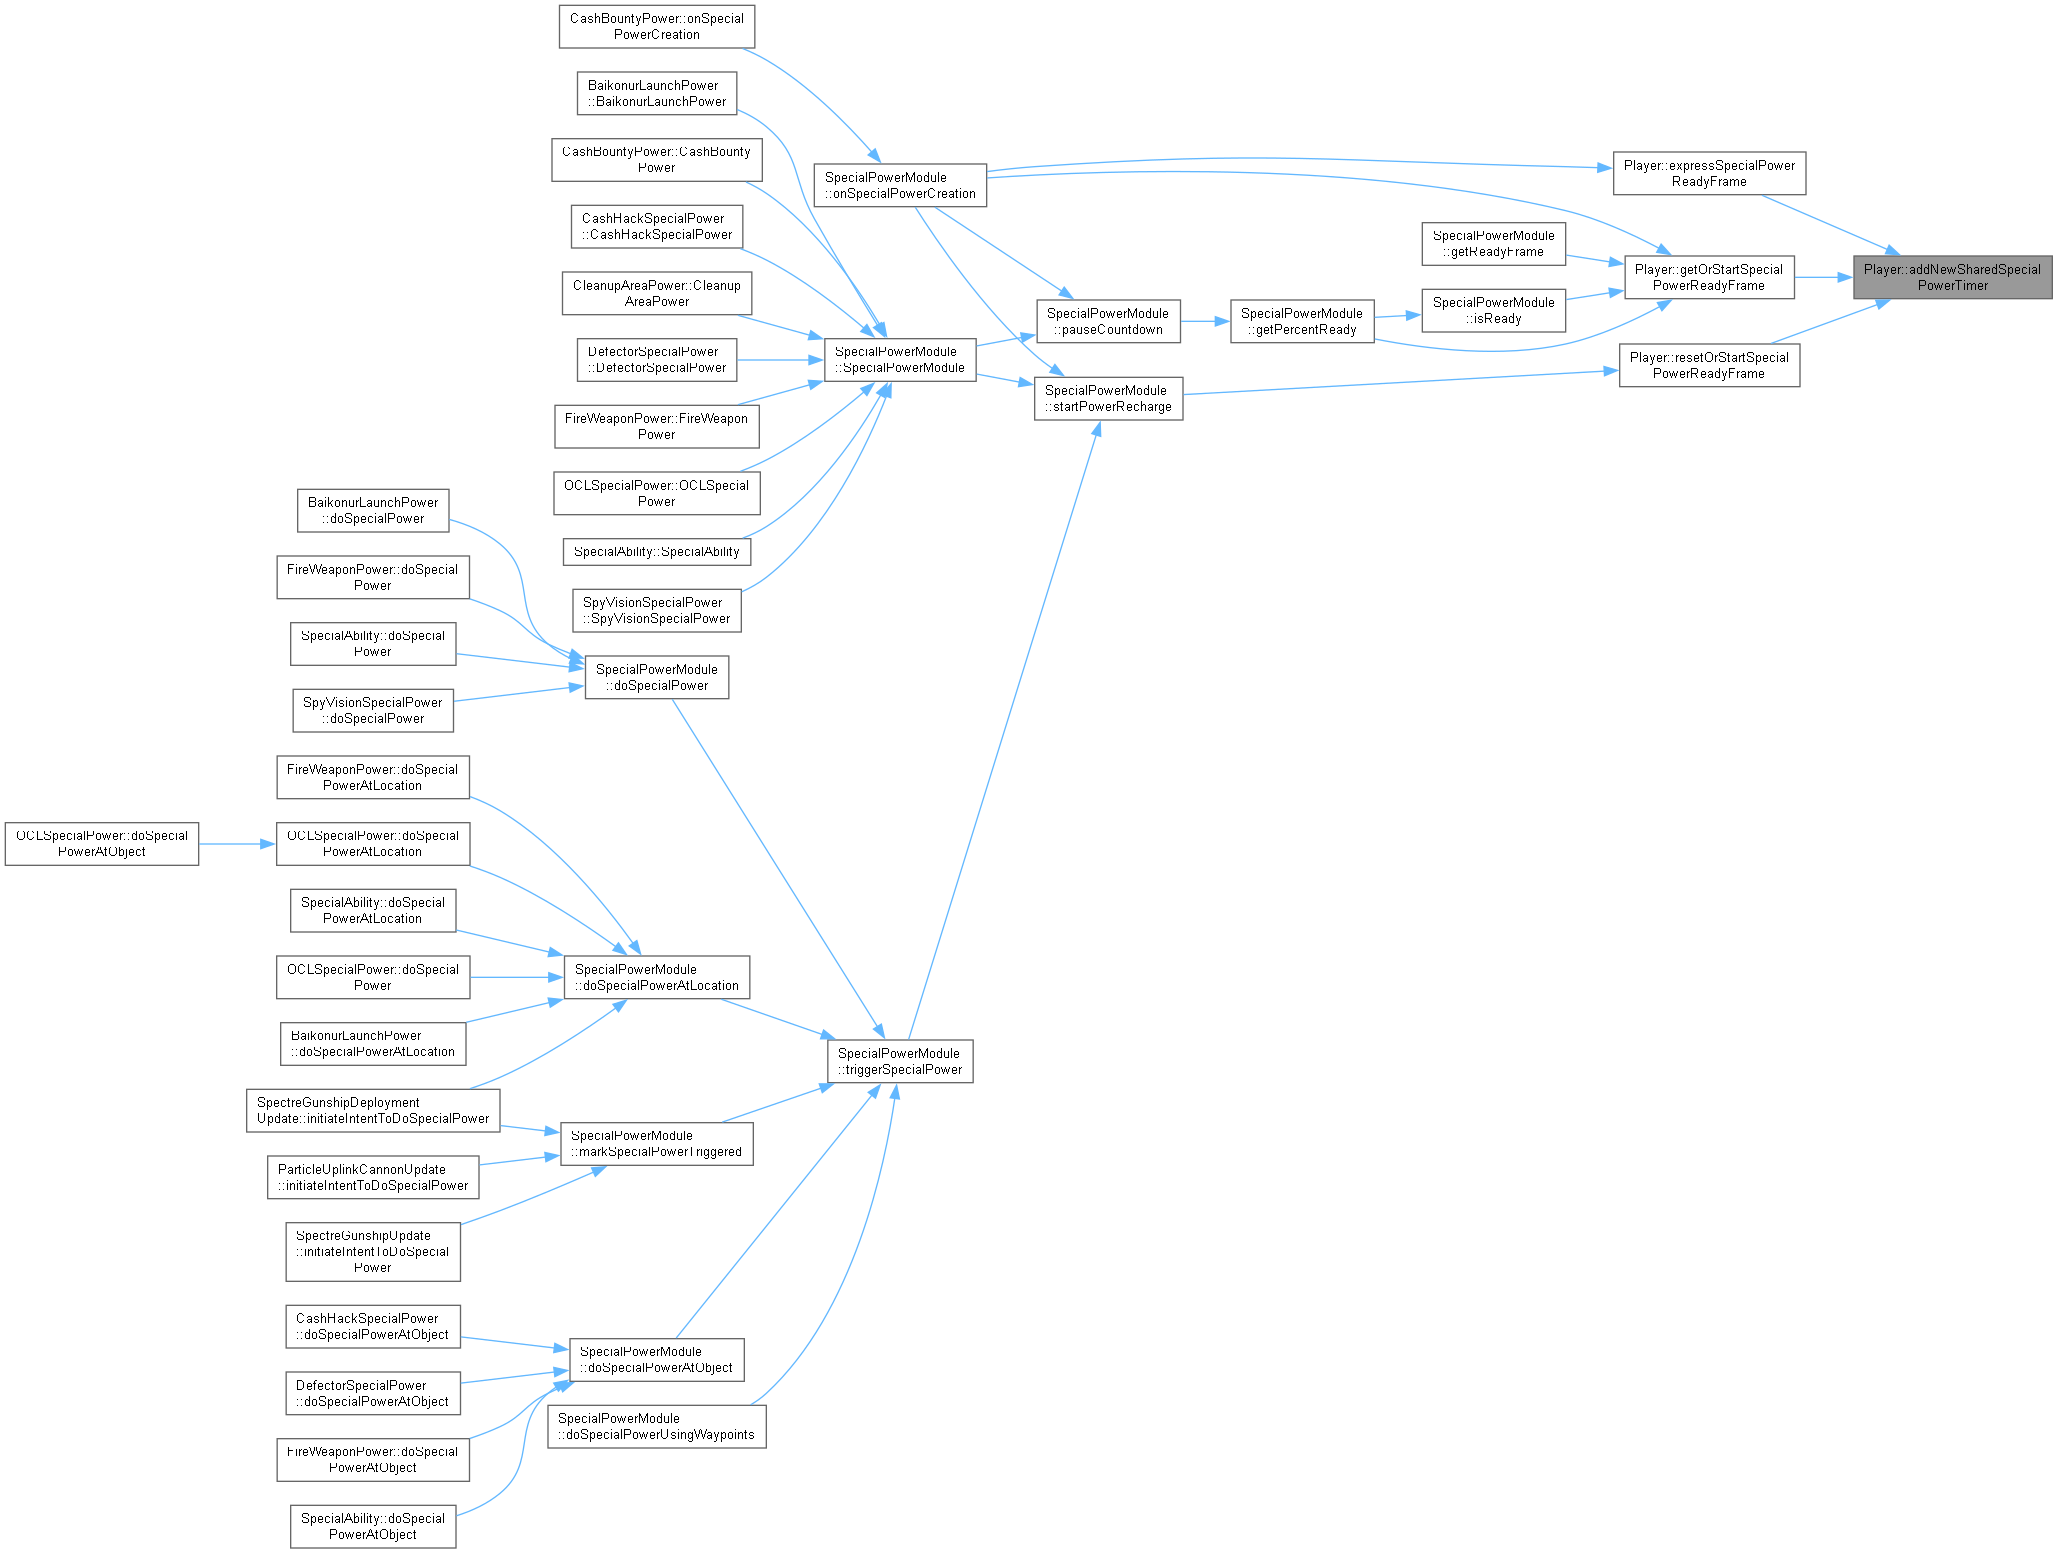 CashBountyPower::onSpecial
PowerCreation
BaikonurLaunchPower
::BaikonurLaunchPower
CashBountyPower::CashBounty
Power
CashHackSpecialPower
::CashHackSpecialPower
CleanupAreaPower::Cleanup
AreaPower
DefectorSpecialPower
::DefectorSpecialPower
FireWeaponPower::FireWeapon
Power
OCLSpecialPower::OCLSpecial
Power
SpecialAbility::SpecialAbility
SpyVisionSpecialPower
::SpyVisionSpecialPower
SpecialPowerModule
::onSpecialPowerCreation
SpecialPowerModule
::SpecialPowerModule
SpecialPowerModule
::pauseCountdown
SpecialPowerModule
::startPowerRecharge
SpecialPowerModule
::getPercentReady
SpecialPowerModule
::getReadyFrame
SpecialPowerModule
::isReady
Player::expressSpecialPower
ReadyFrame
Player::getOrStartSpecial
PowerReadyFrame
Player::resetOrStartSpecial
PowerReadyFrame
Player::addNewSharedSpecial
PowerTimer
BaikonurLaunchPower
::doSpecialPower
FireWeaponPower::doSpecial
Power
SpecialAbility::doSpecial
Power
SpyVisionSpecialPower
::doSpecialPower
SpecialPowerModule
::doSpecialPower
FireWeaponPower::doSpecial
PowerAtLocation
OCLSpecialPower::doSpecial
PowerAtObject
OCLSpecialPower::doSpecial
PowerAtLocation
SpecialAbility::doSpecial
PowerAtLocation
OCLSpecialPower::doSpecial
Power
BaikonurLaunchPower
::doSpecialPowerAtLocation
SpecialPowerModule
::doSpecialPowerAtLocation
SpecialPowerModule
::triggerSpecialPower
SpectreGunshipDeployment
Update::initiateIntentToDoSpecialPower
ParticleUplinkCannonUpdate
::initiateIntentToDoSpecialPower
SpectreGunshipUpdate
::initiateIntentToDoSpecial
Power
SpecialPowerModule
::markSpecialPowerTriggered
CashHackSpecialPower
::doSpecialPowerAtObject
DefectorSpecialPower
::doSpecialPowerAtObject
FireWeaponPower::doSpecial
PowerAtObject
SpecialAbility::doSpecial
PowerAtObject
SpecialPowerModule
::doSpecialPowerAtObject
SpecialPowerModule
::doSpecialPowerUsingWaypoints